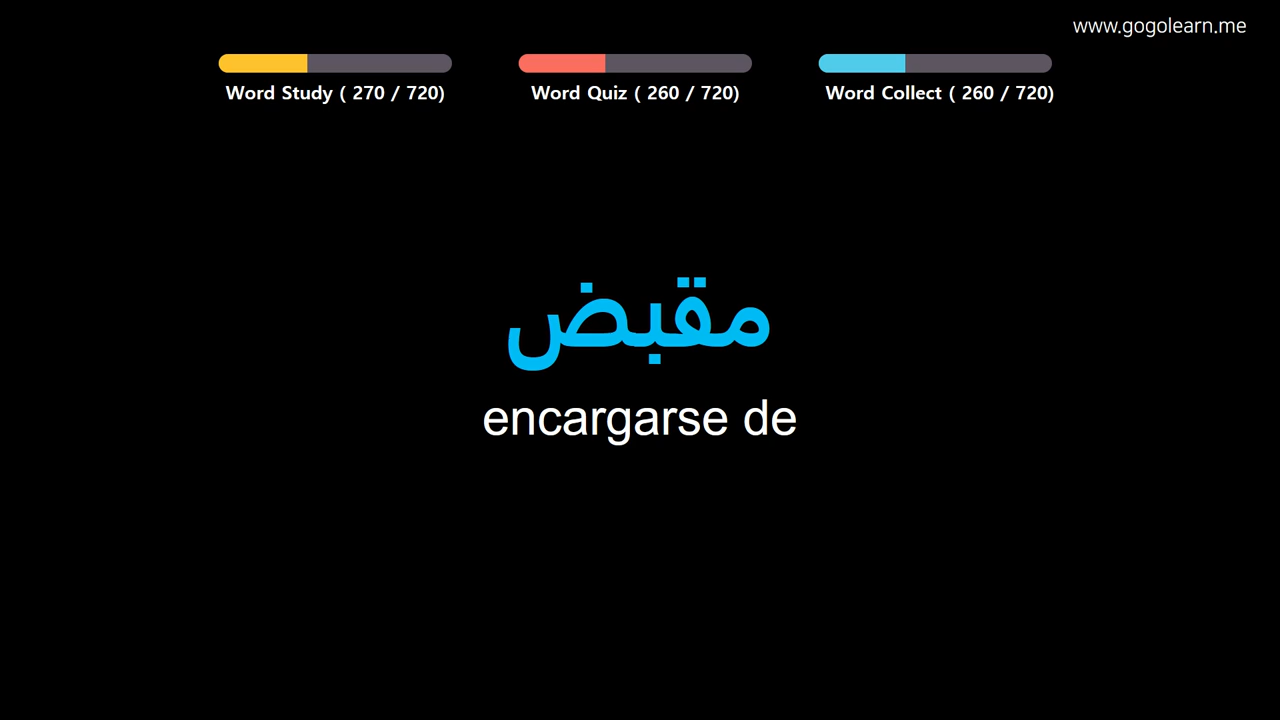 www.gogolearn.me
Word Study ( 270 / 720)
Word Quiz ( 260 / 720)
Word Collect ( 260 / 720)
مقبض
encargarse de